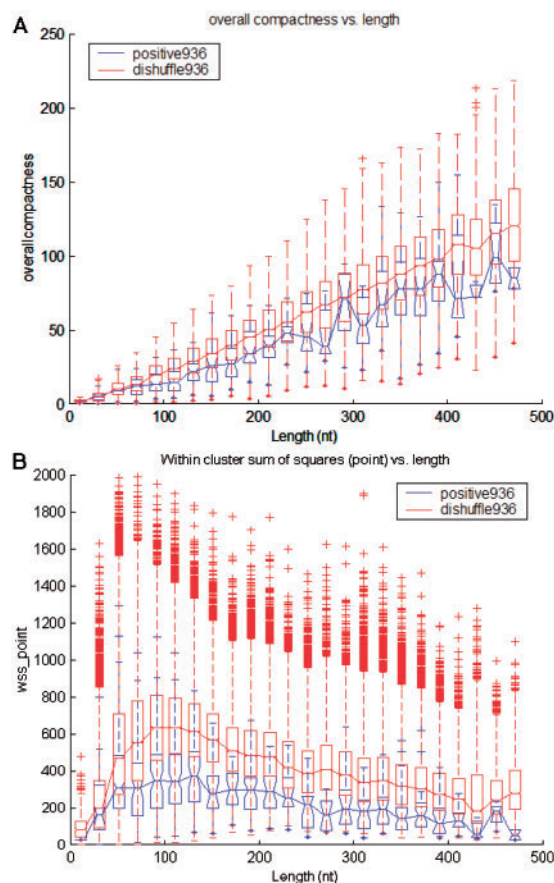 A
overall compactness vs. length
positive936
dishuffle936
overall compactness
250
200
150
100
50
0
0 100 200 300 400 500
Length (nt)
B
Within cluster sum of squares (point) vs. length
positive936
dishuffle936
wss_point
2000
1800
1600
1400
1200
1000
800
600
400
200
0
0 100 200 300 400 500
Length (nt)